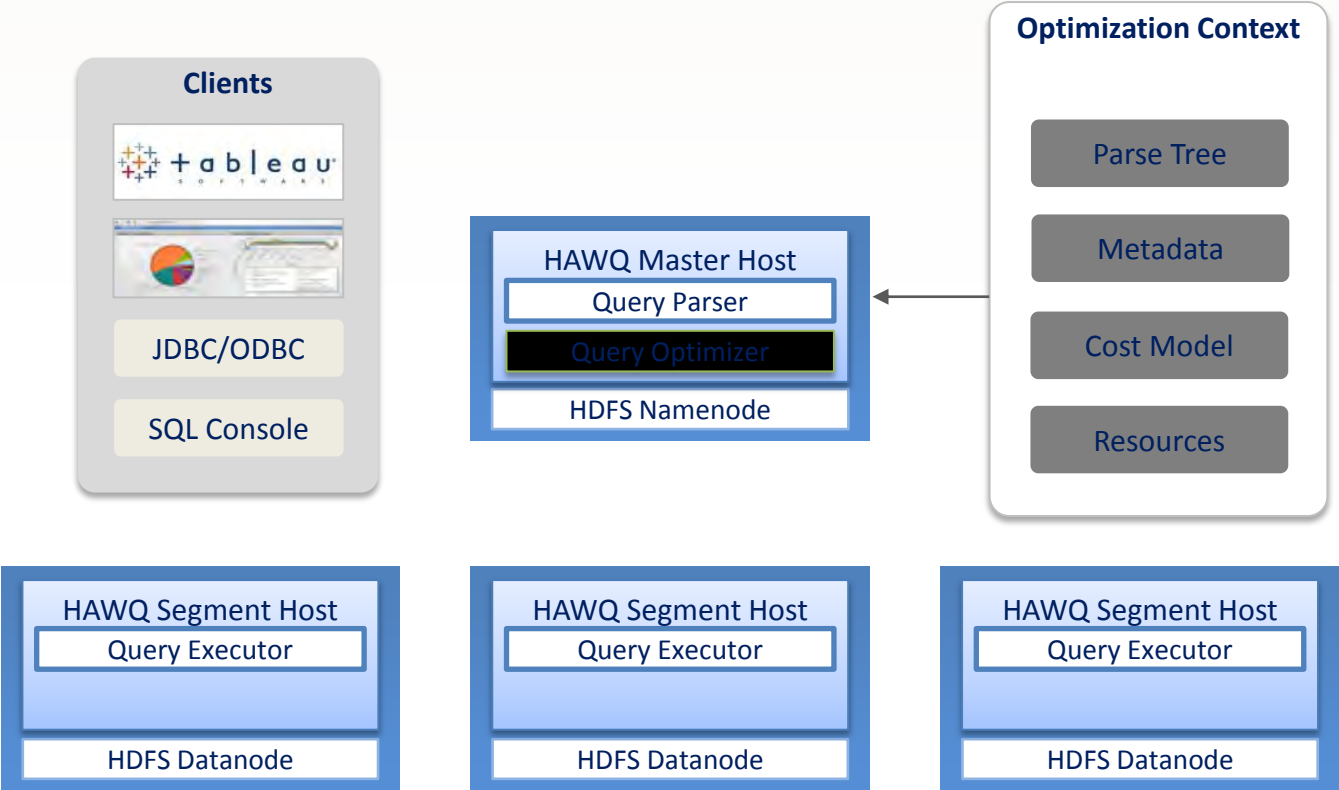 Optimization Context
Clients
+ a b l e a u
S O F T W A R E
Parse Tree
HAWQ Master Host
Metadata
Query Parser
JDBC/ODBC
Query Optimizer
Cost Model
HDFS Namenode
SQL Console
Resources
HAWQ Segment Host
Query Executor
HDFS Datanode
HAWQ Segment Host
Query Executor
HDFS Datanode
HAWQ Segment Host
Query Executor
HDFS Datanode